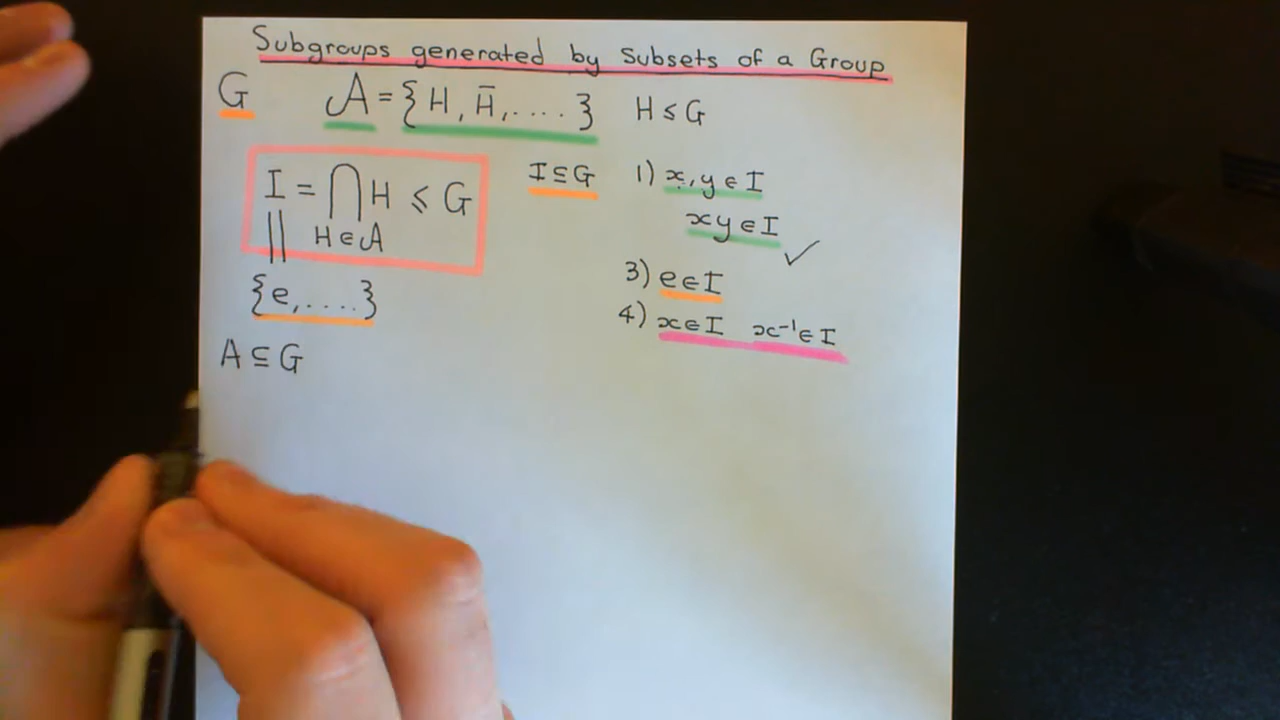 Subgroups generated by Subsets of a Group
G 𝒜 = {H, H̄, .... } H ≤ G
I = ⋂ H ≤ G I ⊆ G 1) x, y ∈ I
|| H ∈ 𝒜 xy ∈ I ✓
{e, ....} 3) e ∈ I
4) x ∈ I x⁻¹ ∈ I
A ⊆ G